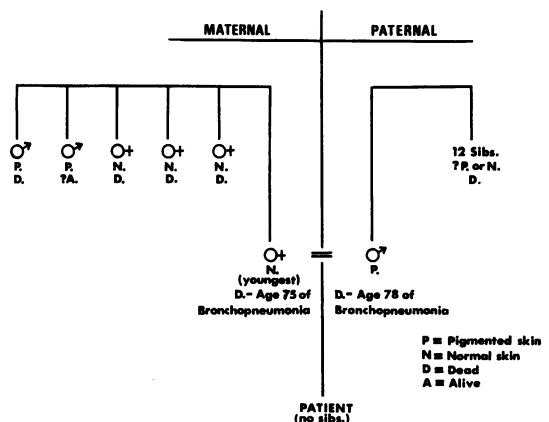 MATERNAL PATERNAL
P. P. N. N. N. 12 Sibs.
D. ?A. D. D. D. ?P. or N.
D.
N. P.
(youngest)
D.– Age 75 of D.– Age 78 of
Bronchopneumonia Bronchopneumonia
P = Pigmented skin
N = Normal skin
D = Dead
A = Alive
PATIENT
(no sibs.)